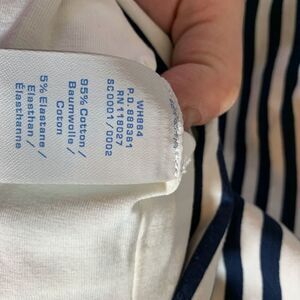 WH884
P.O. 888381
RN 118027
SC0001 / 0002
95% Cotton /
Baumwolle /
Coton
5% Elastane /
Elasthan /
Élasthanne